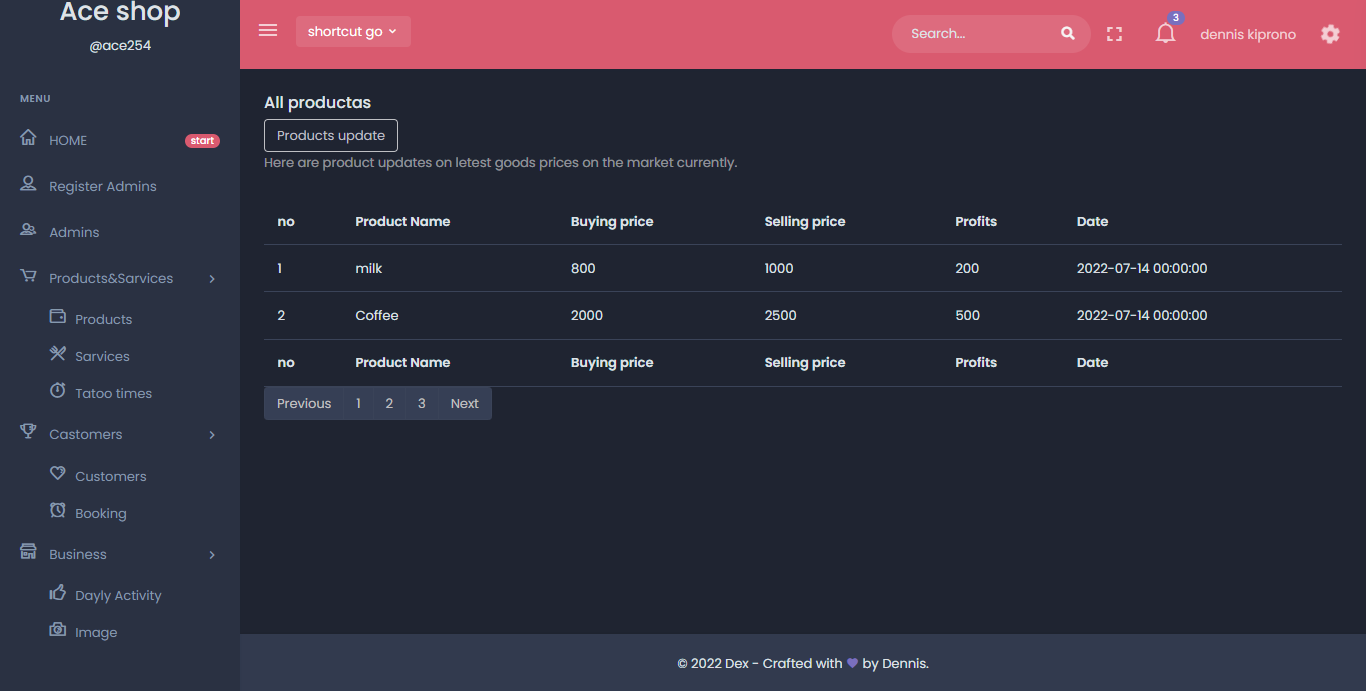 Ace shop
@ace254
MENU
HOME start
Register Admins
Admins
Products&Sarvices
Products
Sarvices
Tatoo times
Castomers
Customers
Booking
Business
Dayly Activity
Image
shortcut go
Search...
3
dennis kiprono
All productas
Products update
Here are product updates on letest goods prices on the market currently.
no Product Name Buying price Selling price Profits Date
1 milk 800 1000 200 2022-07-14 00:00:00
2 Coffee 2000 2500 500 2022-07-14 00:00:00
no Product Name Buying price Selling price Profits Date
Previous 1 2 3 Next
© 2022 Dex - Crafted with by Dennis.